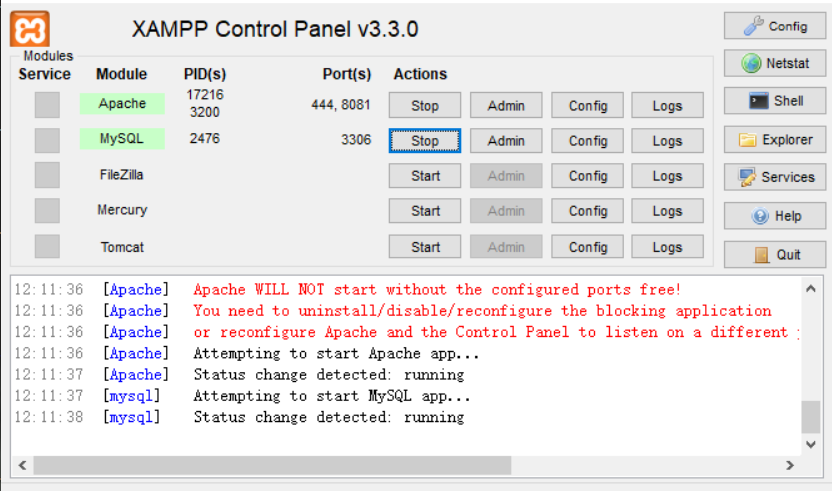 XAMPP Control Panel v3.3.0
Config
Modules
Service Module PID(s) Port(s) Actions
Netstat
Apache 17216 3200 444, 8081 Stop Admin Config Logs
Shell
MySQL 2476 3306 Stop Admin Config Logs
Explorer
FileZilla Start Admin Config Logs
Services
Mercury Start Admin Config Logs
Help
Tomcat Start Admin Config Logs
Quit
12:11:36 [Apache] Apache WILL NOT start without the configured ports free!
12:11:36 [Apache] You need to uninstall/disable/reconfigure the blocking application
12:11:36 [Apache] or reconfigure Apache and the Control Panel to listen on a different
12:11:36 [Apache] Attempting to start Apache app...
12:11:37 [Apache] Status change detected: running
12:11:37 [mysql] Attempting to start MySQL app...
12:11:38 [mysql] Status change detected: running